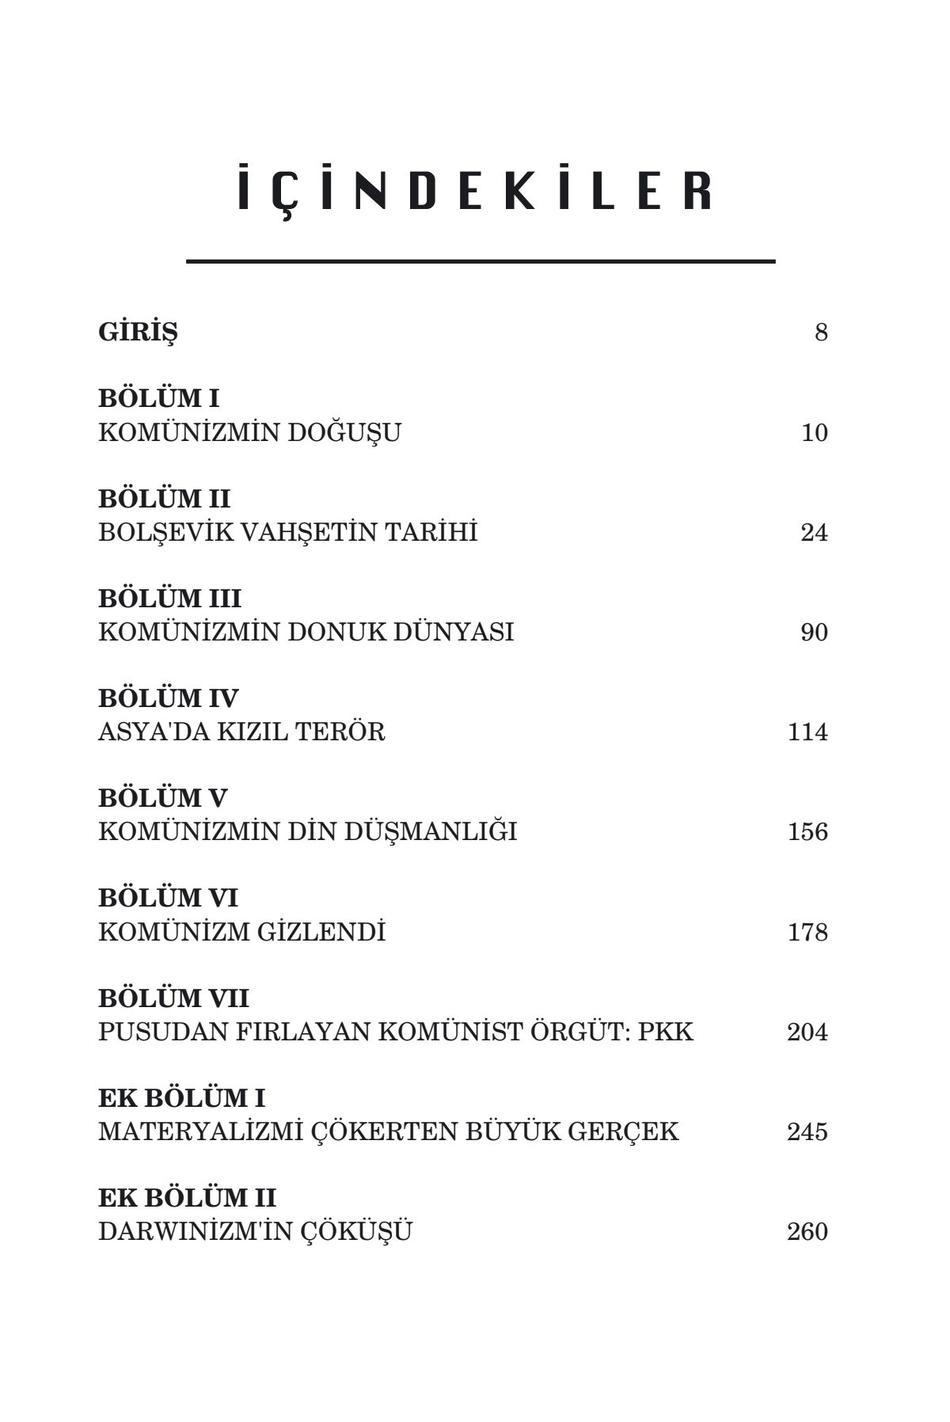 İÇİNDEKİLER
GİRİŞ 8
BÖLÜM I
KOMÜNİZMİN DOĞUŞU 10
BÖLÜM II
BOLŞEVİK VAHŞETİN TARİHİ 24
BÖLÜM III
KOMÜNİZMİN DONUK DÜNYASI 90
BÖLÜM IV
ASYA'DA KIZIL TERÖR 114
BÖLÜM V
KOMÜNİZMİN DİN DÜŞMANLIĞI 156
BÖLÜM VI
KOMÜNİZM GİZLENDİ 178
BÖLÜM VII
PUSUDAN FIRLAYAN KOMÜNİST ÖRGÜT: PKK 204
EK BÖLÜM I
MATERYALİZMİ ÇÖKERTEN BÜYÜK GERÇEK 245
EK BÖLÜM II
DARWINİZM'İN ÇÖKÜŞÜ 260